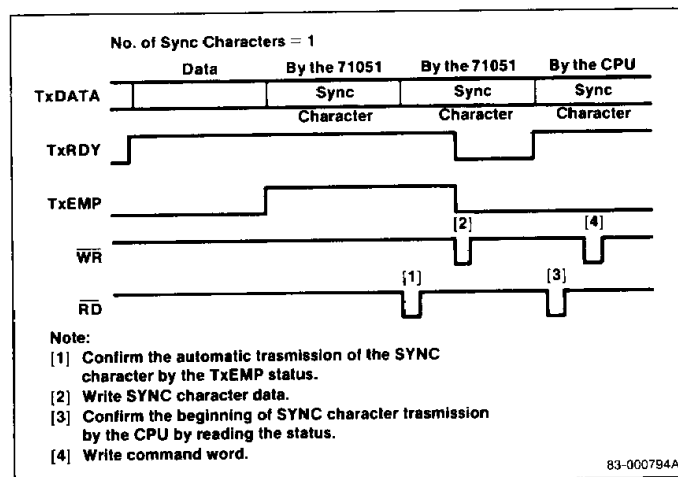 No. of Sync Characters = 1
Data By the 71051 By the 71051 By the CPU
TxDATA Sync Sync Sync
Character Character Character
TxRDY
TxEMP
[2] [4]
WR
[1] [3]
RD
Note:
[1] Confirm the automatic trasmission of the SYNC
character by the TxEMP status.
[2] Write SYNC character data.
[3] Confirm the beginning of SYNC character trasmission
by the CPU by reading the status.
[4] Write command word.
83-000794A